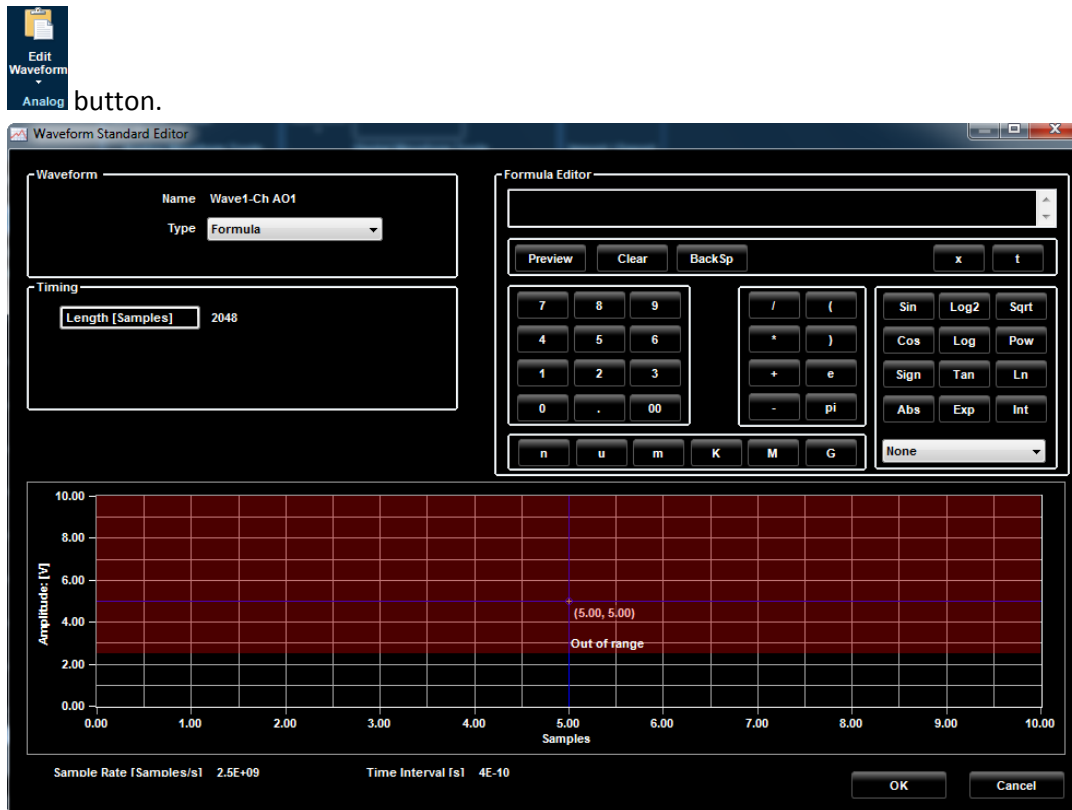 Edit
Waveform
Analog button.
Waveform Standard Editor
Waveform
Name Wave1-Ch AO1
Type Formula
Timing
Length [Samples] 2048
Formula Editor
Preview Clear BackSp x t
7 8 9 / ( Sin Log2 Sqrt
4 5 6 * ) Cos Log Pow
1 2 3 + e Sign Tan Ln
0 . 00 - pi Abs Exp Int
n u m K M G None
10.00
8.00
6.00
4.00
2.00
0.00
Amplitude: [V]
(5.00, 5.00)
Out of range
0.00 1.00 2.00 3.00 4.00 5.00 6.00 7.00 8.00 9.00 10.00
Samples
Sample Rate [Samples/s] 2.5E+09 Time Interval [s] 4E-10
OK Cancel